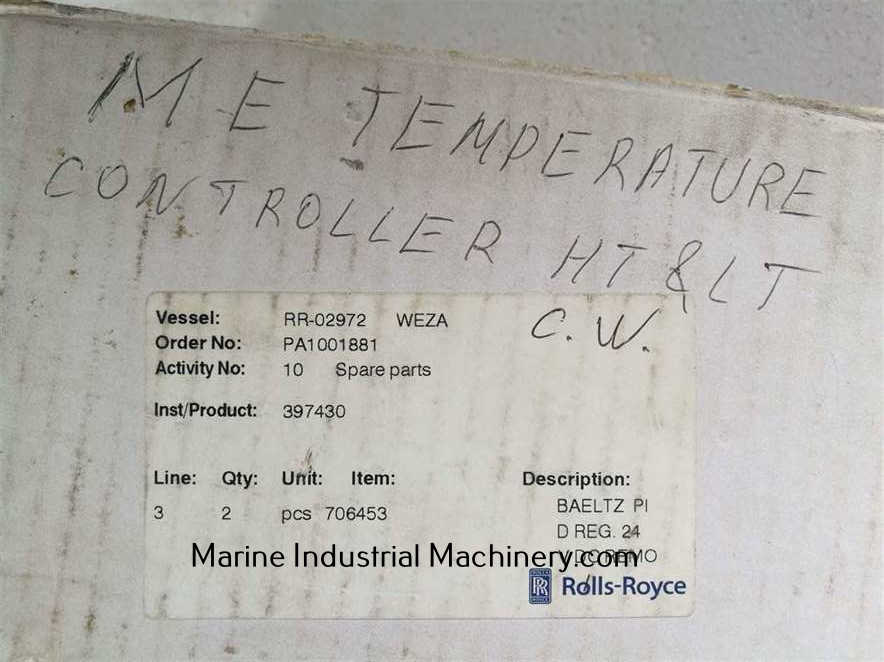 M E TEMPERATURE
CONTROLLER HT & LT
C. W.
Vessel: RR-02972 WEZA
Order No: PA1001881
Activity No: 10 Spare parts
Inst/Product: 397430
Line: Qty: Unit: Item: Description:
3 2 pcs 706453 BAELTZ PI
D REG. 24
V DC REMO
Marine Industrial Machinery.com
Rolls-Royce